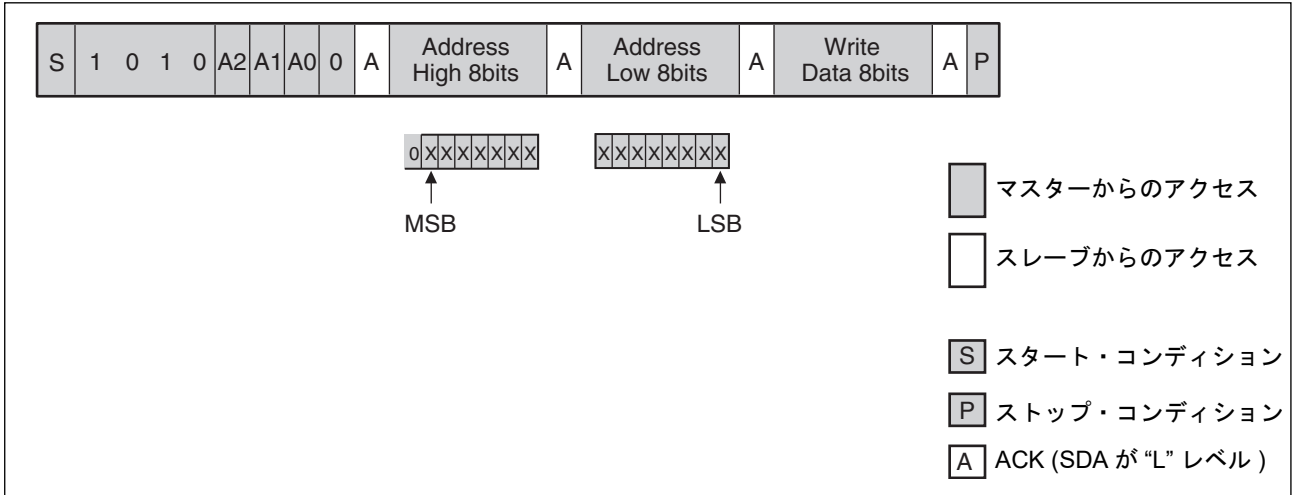 S 1 0 1 0 A2 A1 A0 0 A Address High 8bits A Address Low 8bits A Write Data 8bits A P
0 X X X X X X X X X X X X X X X
MSB LSB
マスターからのアクセス
スレーブからのアクセス
S スタート・コンディション
P ストップ・コンディション
A ACK (SDA が “L” レベル )